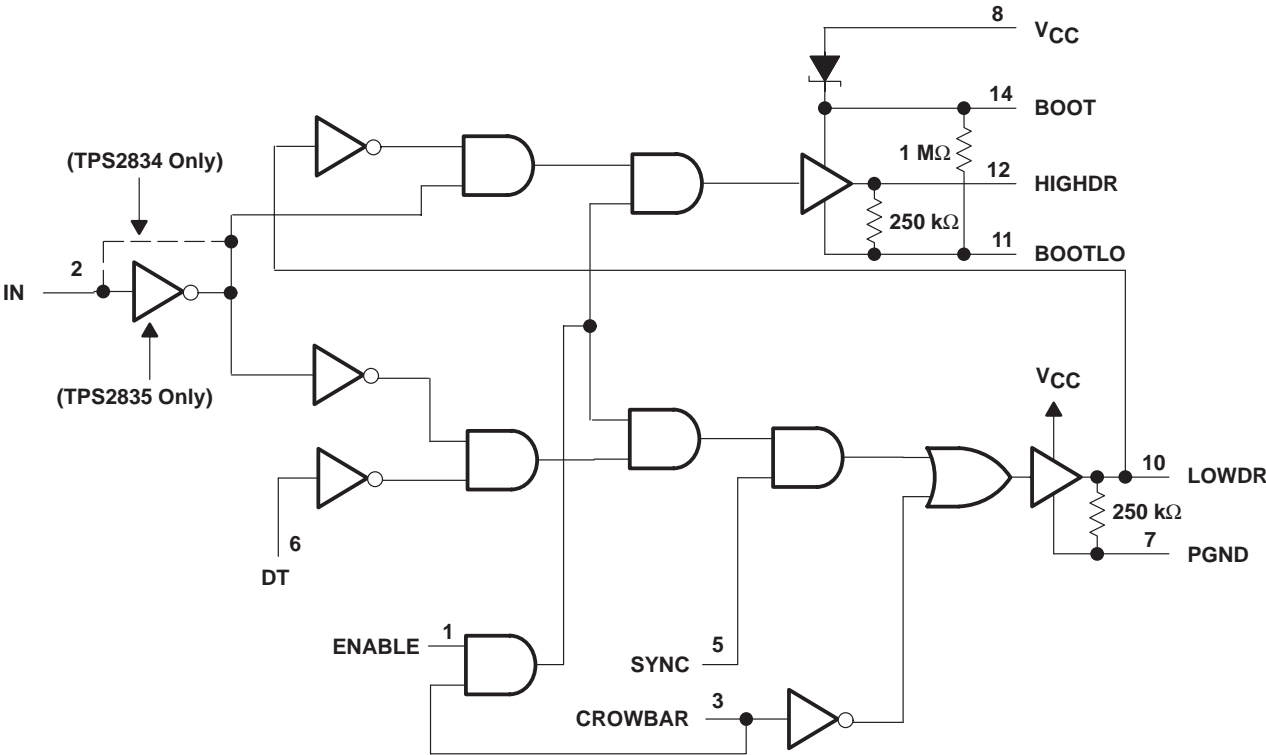 8
VCC
14
BOOT
(TPS2834 Only)
1 MΩ
12
HIGHDR
250 kΩ
11
BOOTLO
2
IN
(TPS2835 Only)
VCC
10
LOWDR
250 kΩ
6
7
PGND
DT
1
ENABLE
5
SYNC
3
CROWBAR